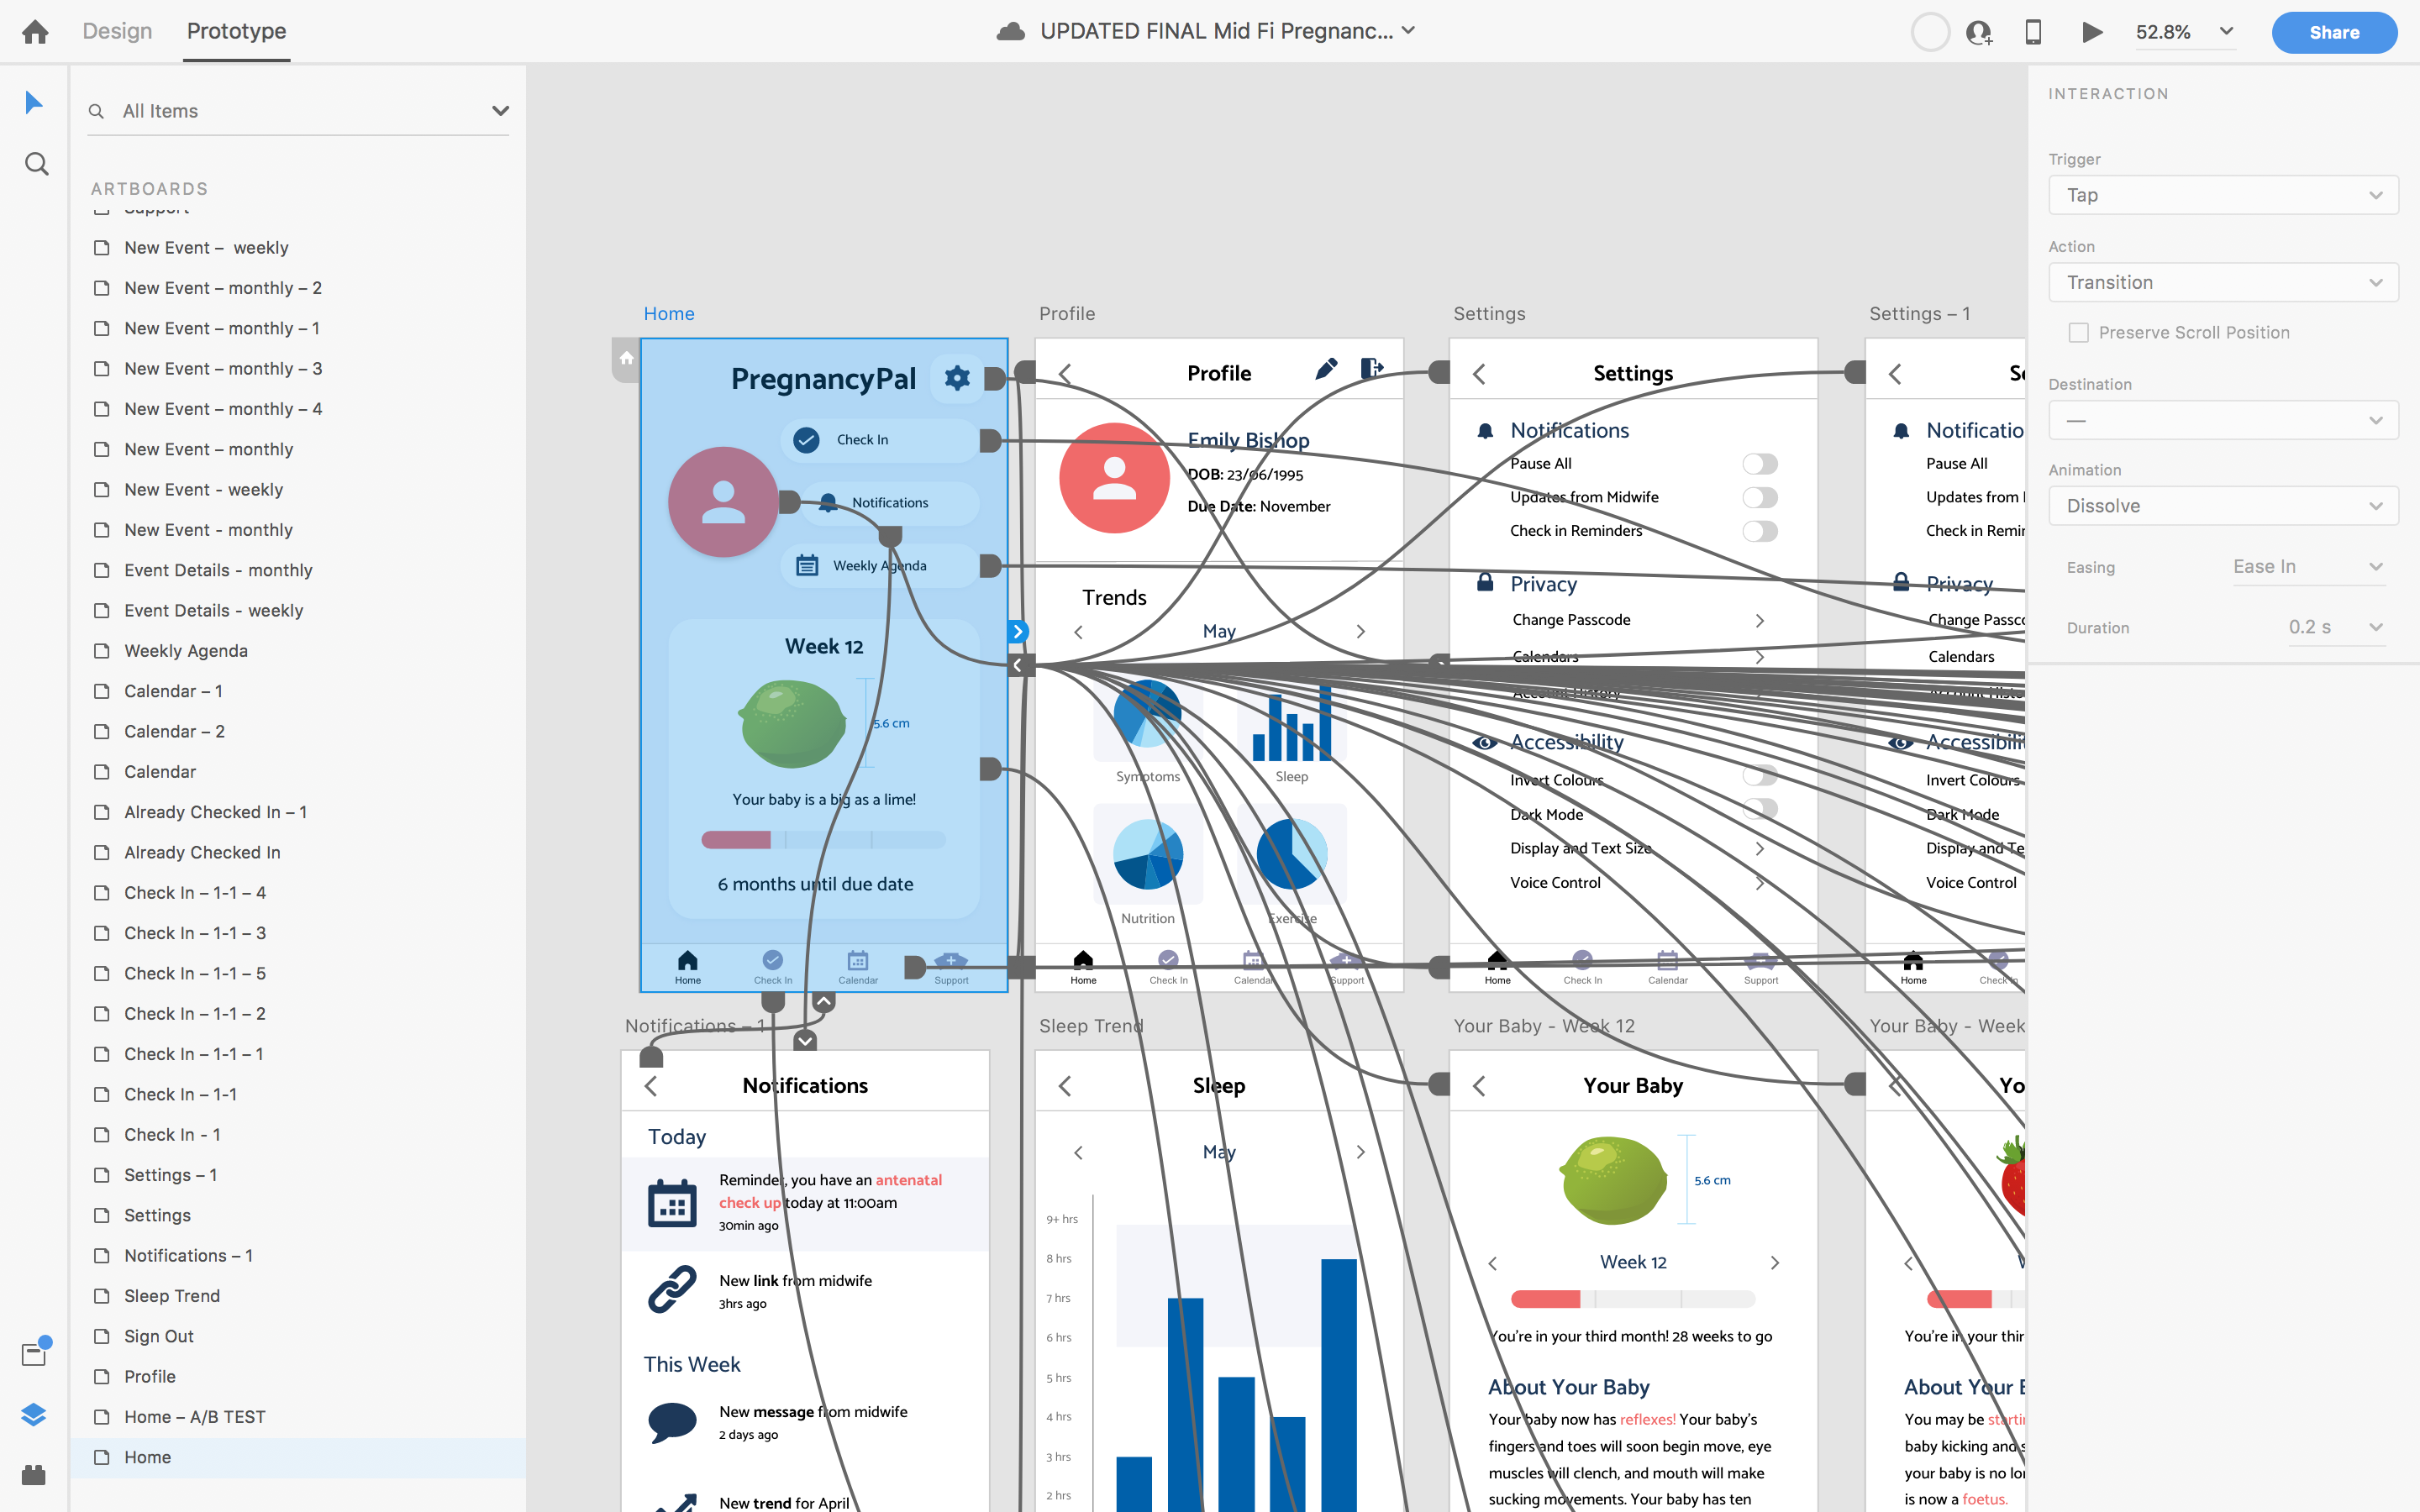 Design
Prototype
UPDATED FINAL Mid Fi Pregnanc...
52.8%
Share
All Items
ARTBOARDS
Support
New Event –  weekly
New Event – monthly – 2
New Event – monthly – 1
New Event – monthly – 3
New Event – monthly – 4
New Event – monthly
New Event - weekly
New Event - monthly
Event Details - monthly
Event Details - weekly
Weekly Agenda
Calendar – 1
Calendar – 2
Calendar
Already Checked In – 1
Already Checked In
Check In – 1-1 – 4
Check In – 1-1 – 3
Check In – 1-1 – 5
Check In – 1-1 – 2
Check In – 1-1 – 1
Check In – 1-1
Check In - 1
Settings – 1
Settings
Notifications – 1
Sleep Trend
Sign Out
Profile
Home – A/B TEST
Home
Home
PregnancyPal
Check In
Notifications
Weekly Agenda
Week 12
5.6 cm
Your baby is a big as a lime!
6 months until due date
Home
Check In
Calendar
Support
Profile
Profile
Emily Bishop
DOB: 23/06/1995
Due Date: November
Trends
May
Symptoms
Sleep
Nutrition
Exercise
Home
Check In
Calendar
Support
Settings
Settings
Notifications
Pause All
Updates from Midwife
Check in Reminders
Privacy
Change Passcode
Calendars
Account History
Accessibility
Invert Colours
Dark Mode
Display and Text Size
Voice Control
Home
Check In
Calendar
Support
Settings – 1
Se
Notificatio
Pause All
Updates from
Check in Remin
Privacy
Change Passc
Calendars
Account Histo
Accessibili
Invert Colours
Dark Mode
Display and Te
Voice Control
Home
Check In
Notifications – 1
Notifications
Today
Reminder, you have an antenatal
check up today at 11:00am
30min ago
New link from midwife
3hrs ago
This Week
New message from midwife
2 days ago
New trend for April
Sleep Trend
Sleep
May
9+ hrs
8 hrs
7 hrs
6 hrs
5 hrs
4 hrs
3 hrs
2 hrs
Your Baby - Week 12
Your Baby
5.6 cm
Week 12
You're in your third month! 28 weeks to go
About Your Baby
Your baby now has reflexes! Your baby's
fingers and toes will soon begin move, eye
muscles will clench, and mouth will make
sucking movements. Your baby has ten
Your Baby - Week
Yo
You're in your thir
About Your B
You may be starti
baby kicking and s
your baby is no lo
is now a foetus.
INTERACTION
Trigger
Tap
Action
Transition
Preserve Scroll Position
Destination
—
Animation
Dissolve
Easing
Ease In
Duration
0.2 s